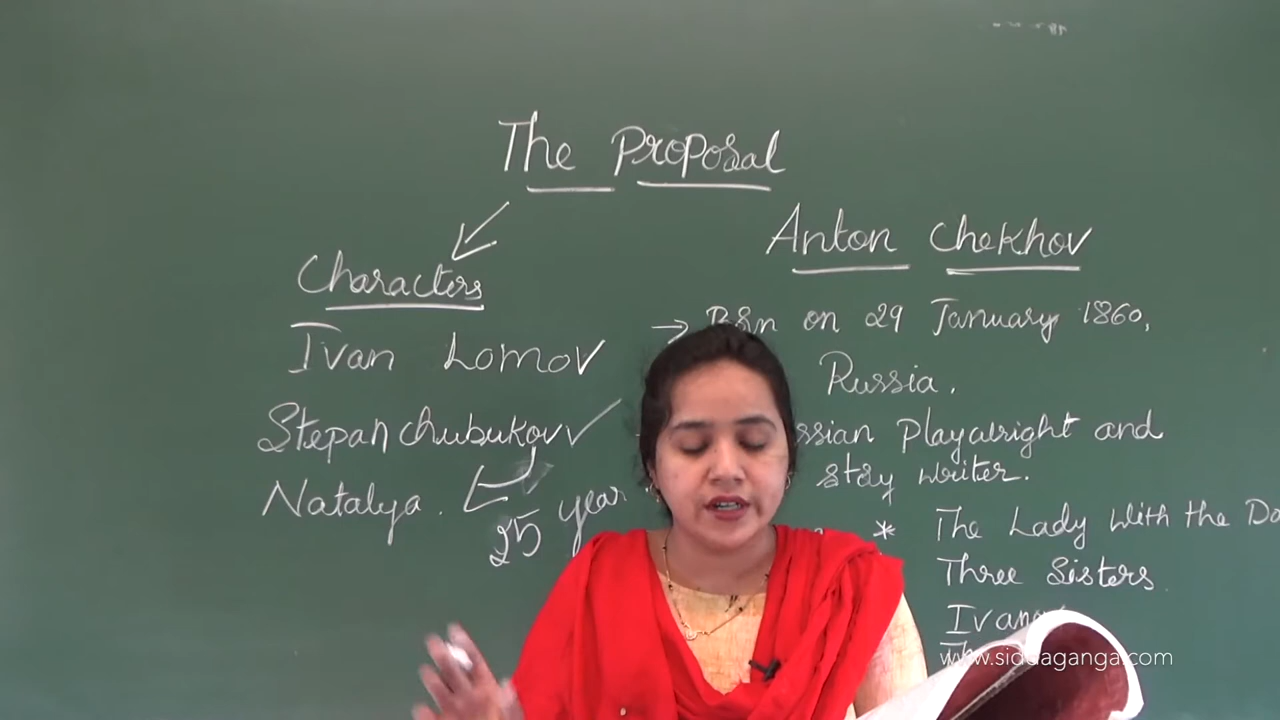 The Proposal
Characters
Ivan Lomov
Stepan Chubukov
Natalya.
25 year
Anton Chekhov
→ Born on 29 January 1860,
Russia.
Playwright and
story writer.
* The Lady With the
Three Sisters
www.siddaganga.com